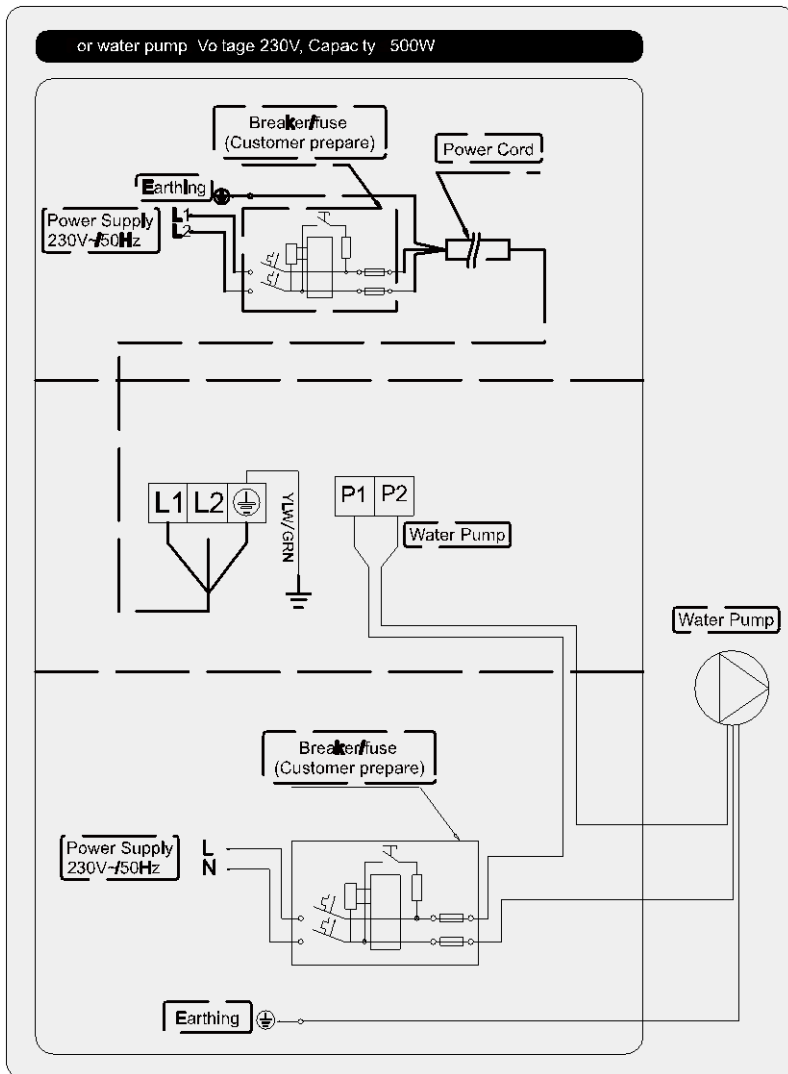 or water pump Vo tage 230V, Capac ty 500W
Breaker/fuse
(Customer prepare)
Power Cord
Earthing
Power Supply
230V~/50Hz
L1
L2
L1 L2
YLW/GRN
P1 P2
Water Pump
Water Pump
Breaker/fuse
(Customer prepare)
Power Supply
230V~/50Hz
L
N
Earthing